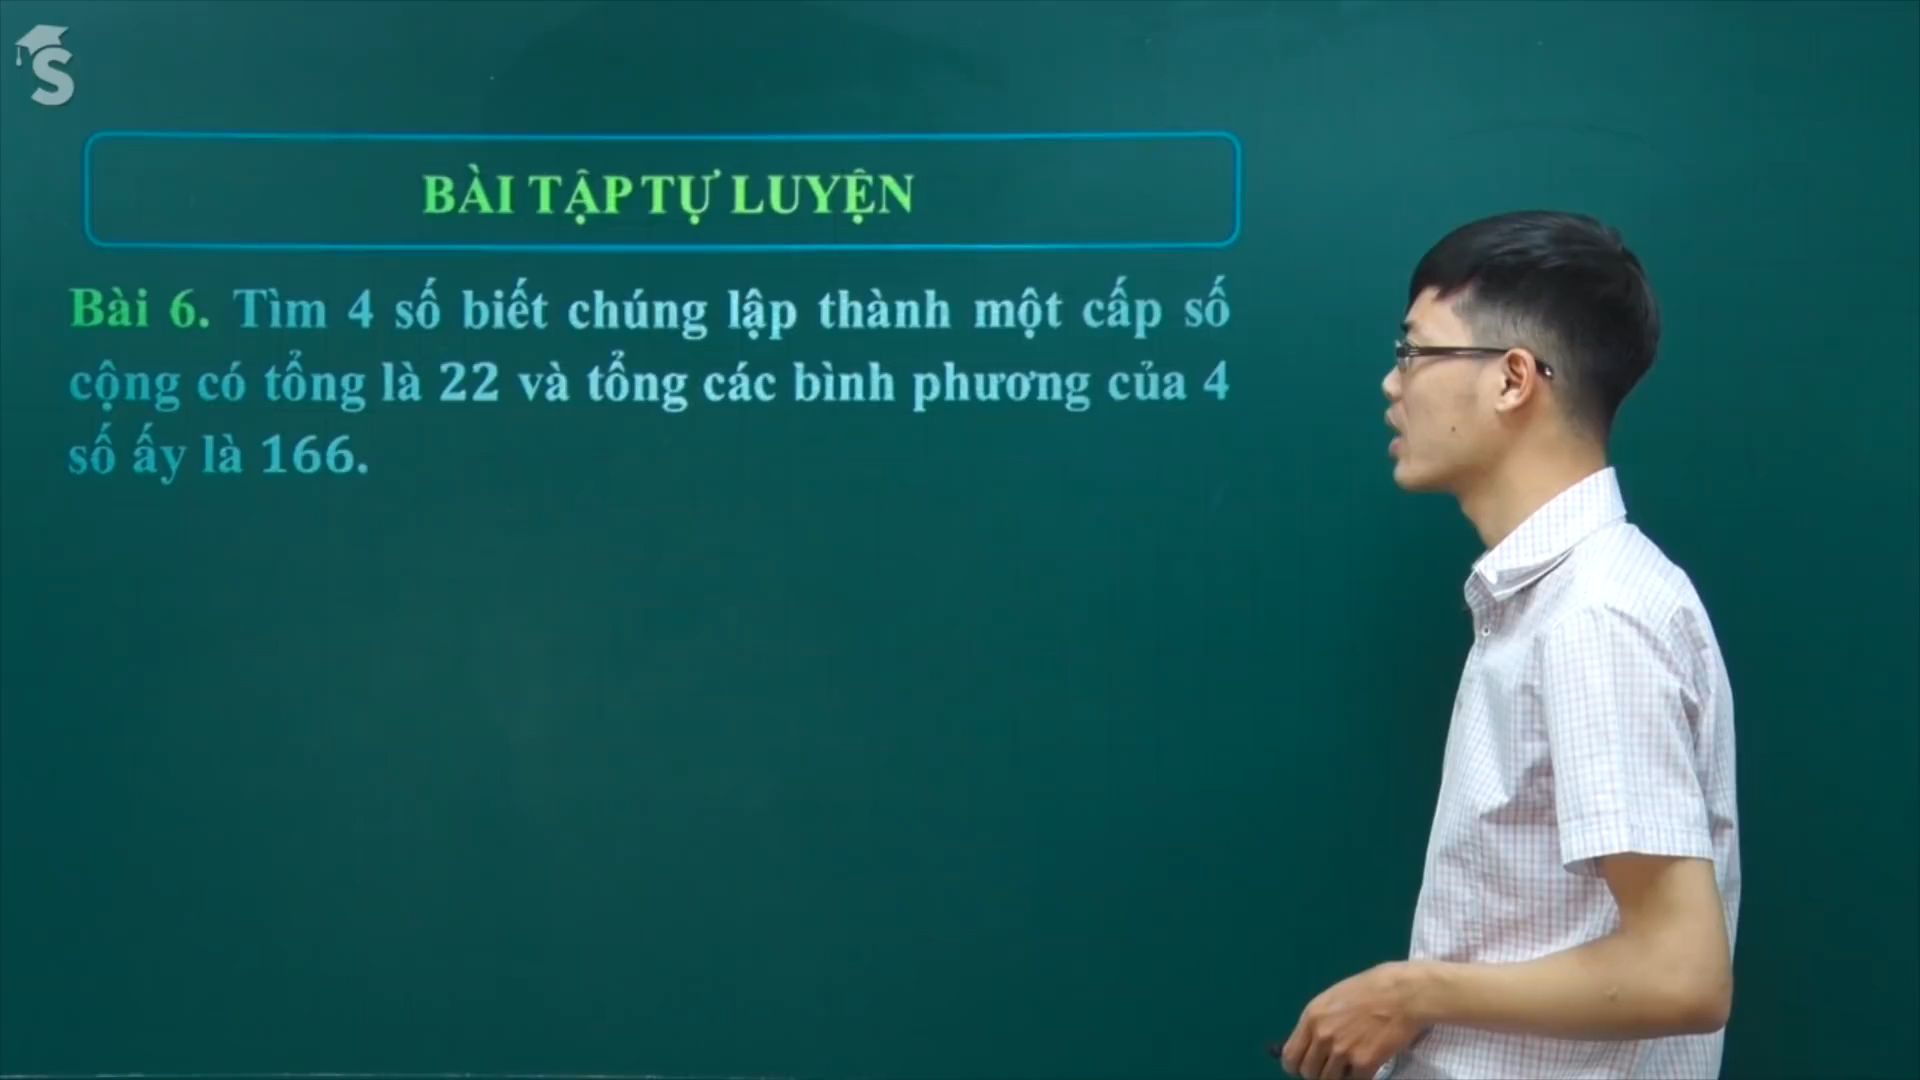 S
BÀI TẬP TỰ LUYỆN
Bài 6. Tìm 4 số biết chúng lập thành một cấp số
cộng có tổng là 22 và tổng các bình phương của 4
số ấy là 166.